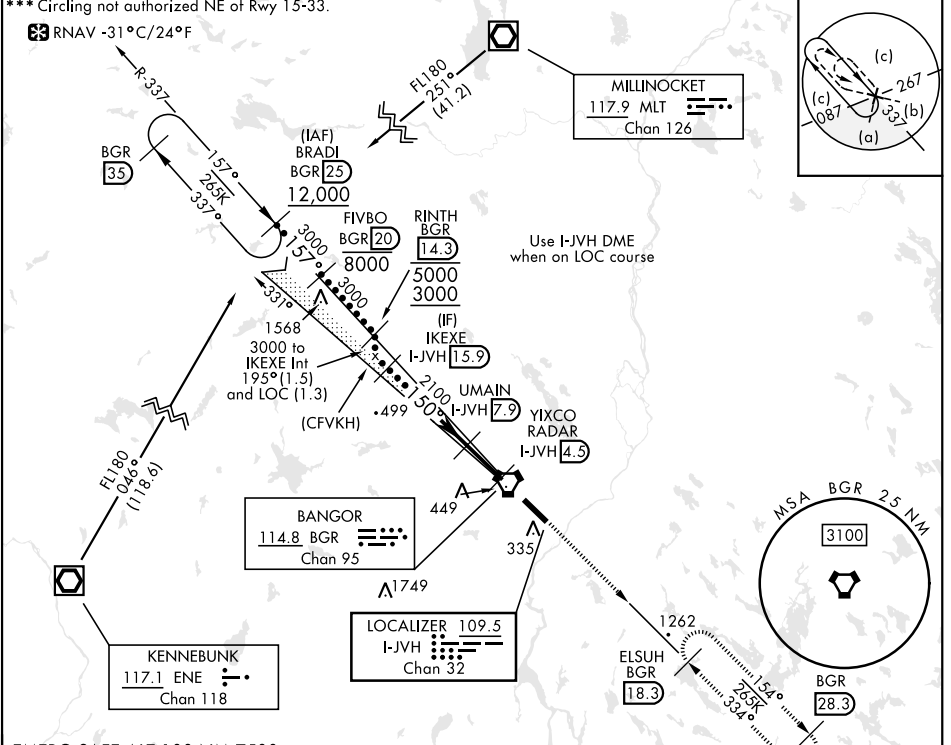 *** Circling not authorized NE of Rwy 15-33.
RNAV -31°C/24°F
R-337
FL180
251°
(41.2)
MILLINOCKET
117.9 MLT
Chan 126
(c)
(c)
267
087
(b)
337
(a)
BGR
35
157°
265K
337°
(IAF)
BRADI
BGR 25
12,000
3000
157°
FIVBO
BGR 20
8000
3000
RINTH
BGR
14.3
5000
3000
(IF)
IKEXE
I-JVH 15.9
Use I-JVH DME
when on LOC course
331°
1568
3000 to
IKEXE Int
195° (1.5)
and LOC (1.3)
x
(CFVKH)
2100
150°
499
UMAIN
I-JVH 7.9
YIXCO
RADAR
I-JVH 4.5
FL180
046°
(118.6)
449
335
BANGOR
114.8 BGR
Chan 95
1749
MSA BGR 25 NM
3100
LOCALIZER 109.5
I-JVH
Chan 32
KENNEBUNK
117.1 ENE
Chan 118
1262
ELSUH
BGR
18.3
154°
265K
334°
BGR
28.3